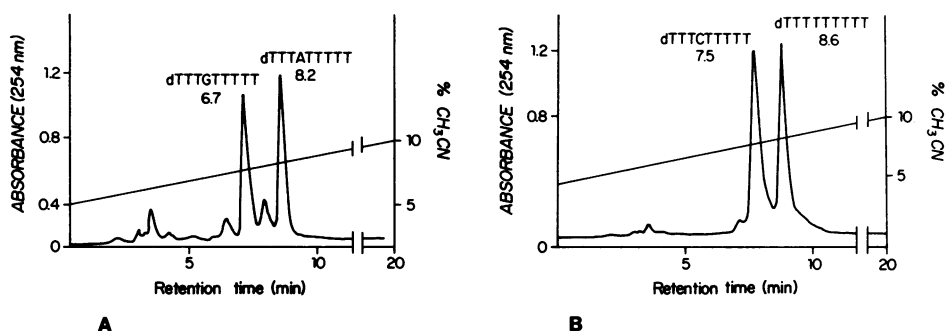 ABSORBANCE (254 nm)
1.2
0.8
0.4
0
dTTTGTTTTT
6.7
dTTTATTTTT
8.2
10
5
% CH₃CN
5
10
20
Retention time (min)
A
ABSORBANCE (254 nm)
1.2
0.8
0
dTTTCTTTTT
7.5
dTTTTTTTTT
8.6
10
5
% CH₃CN
5
10
20
Retention time (min)
B